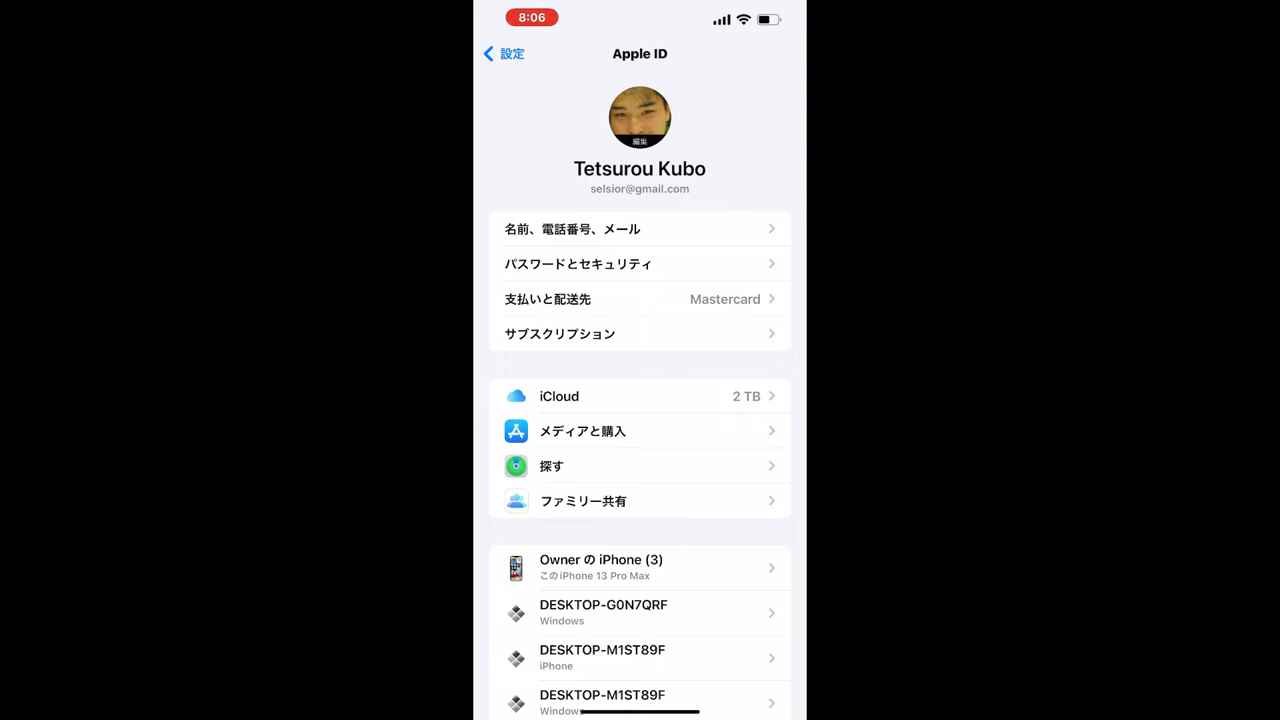 8:06
設定
Apple ID
編集
Tetsurou Kubo
selsior@gmail.com
名前、電話番号、メール
パスワードとセキュリティ
支払いと配送先 Mastercard
サブスクリプション
iCloud 2 TB
メディアと購入
探す
ファミリー共有
Owner の iPhone (3)
このiPhone 13 Pro Max
DESKTOP-G0N7QRF
Windows
DESKTOP-M1ST89F
iPhone
DESKTOP-M1ST89F
Windows